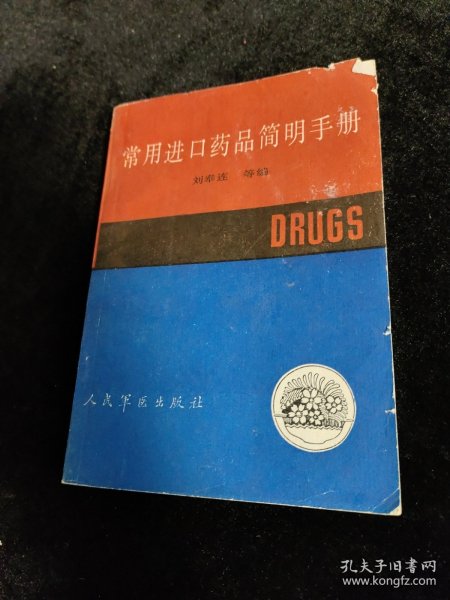 常用进口药品简明手册
刘奉连 等编
DRUGS
人民军医出版社
孔夫子旧书网
www.kongfz.com